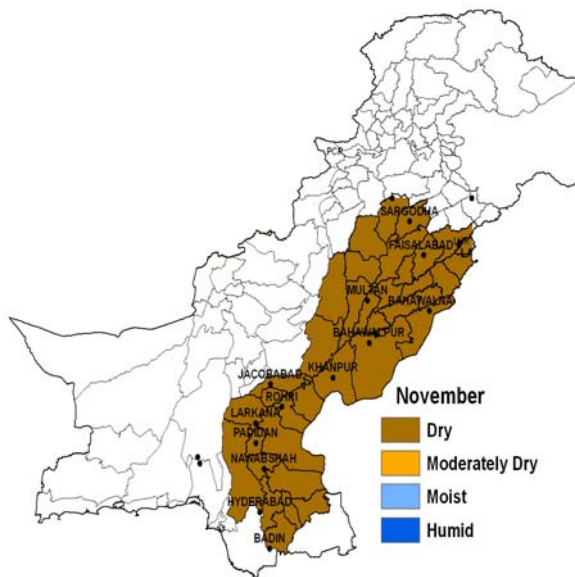 PCR
SARGODHA
FAISALABAD
MULTAN
BAHAWALNA
BAHAWALPUR
KHANPUR
JACOBABAD
ROHRI
LARKANA
PADIDAN
NAWABSHAH
HYDERABAD
BADIN
November
Dry
Moderately Dry
Moist
Humid